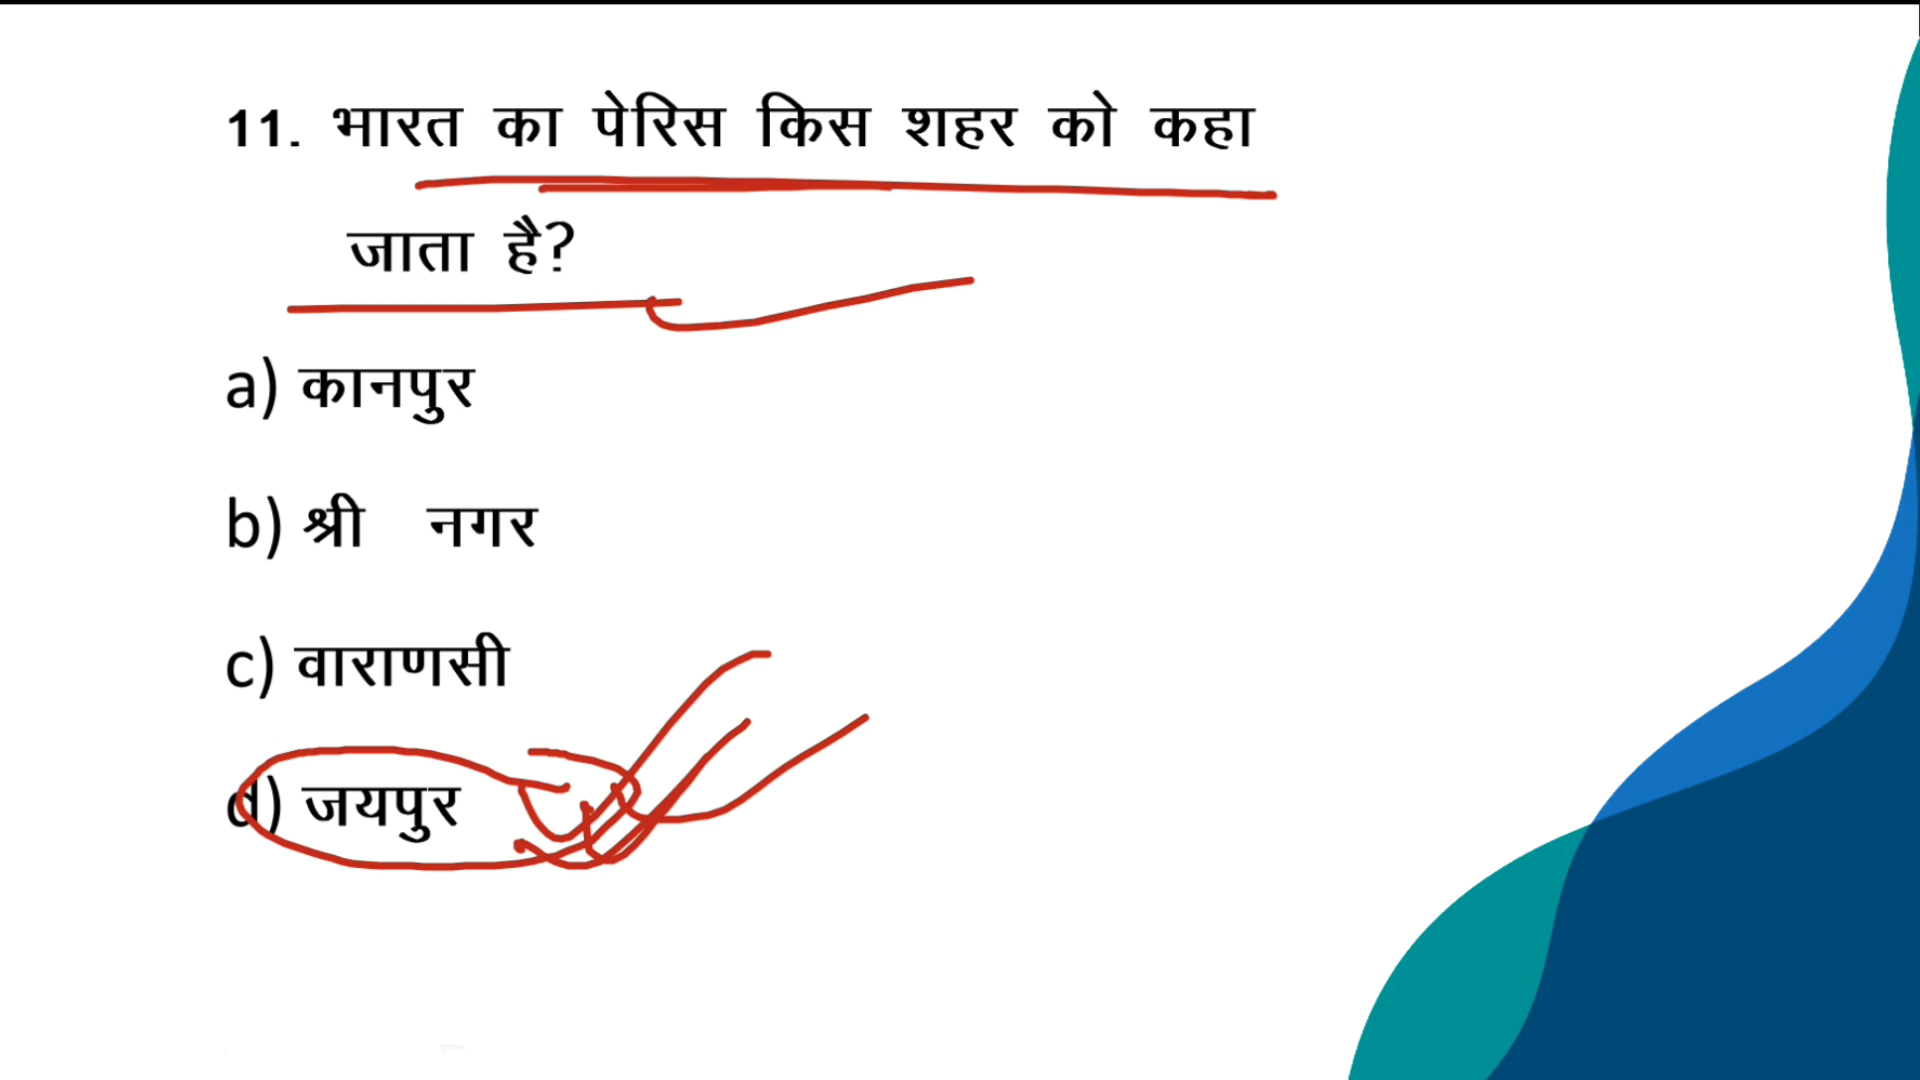 11. भारत का पेरिस किस शहर को कहा
जाता है?
a) कानपुर
b) श्री नगर
c) वाराणसी
d) जयपुर